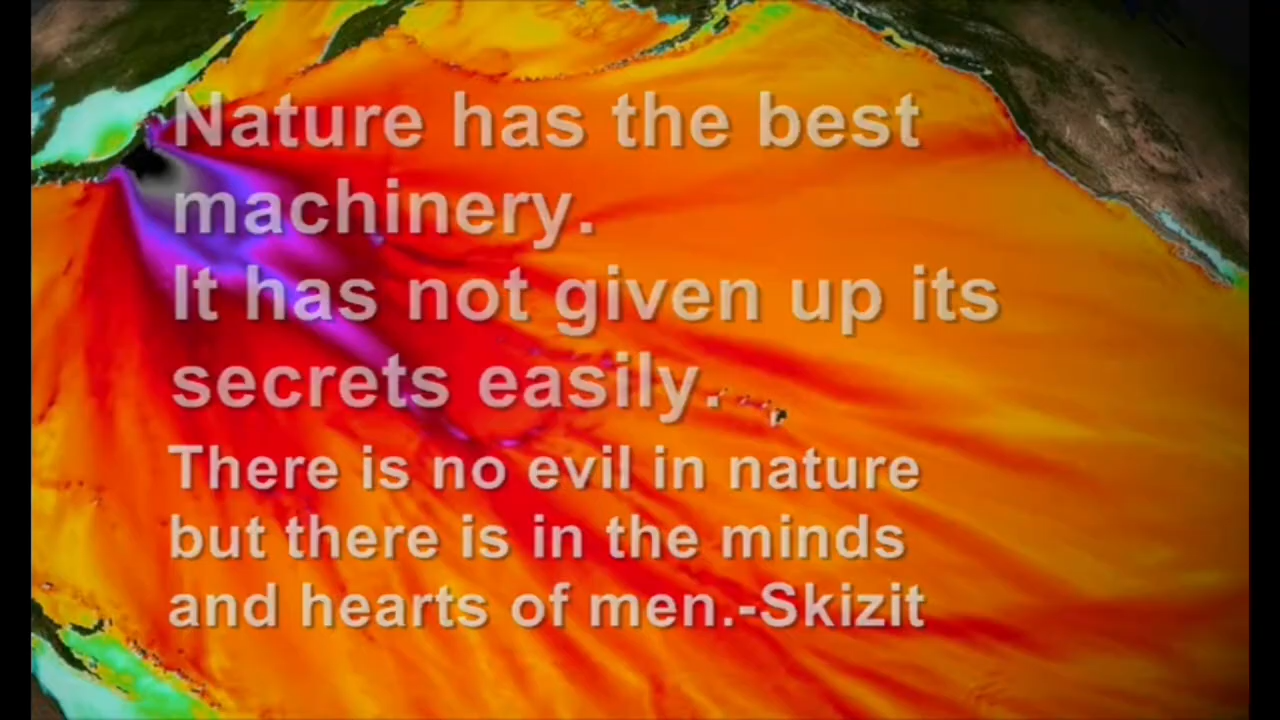 Nature has the best
machinery.
It has not given up its
secrets easily.
There is no evil in nature
but there is in the minds
and hearts of men.-Skizit